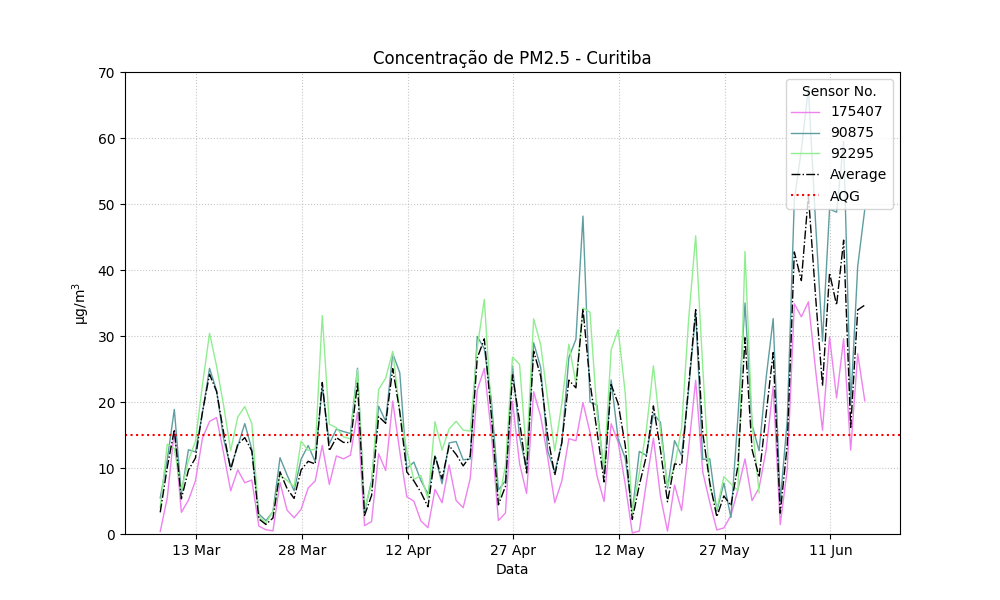 Concentração de PM2.5 - Curitiba
Sensor No.
175407
90875
92295
Average
AQG
µg/m³
70
60
50
40
30
20
10
0
13 Mar
28 Mar
12 Apr
27 Apr
12 May
27 May
11 Jun
Data